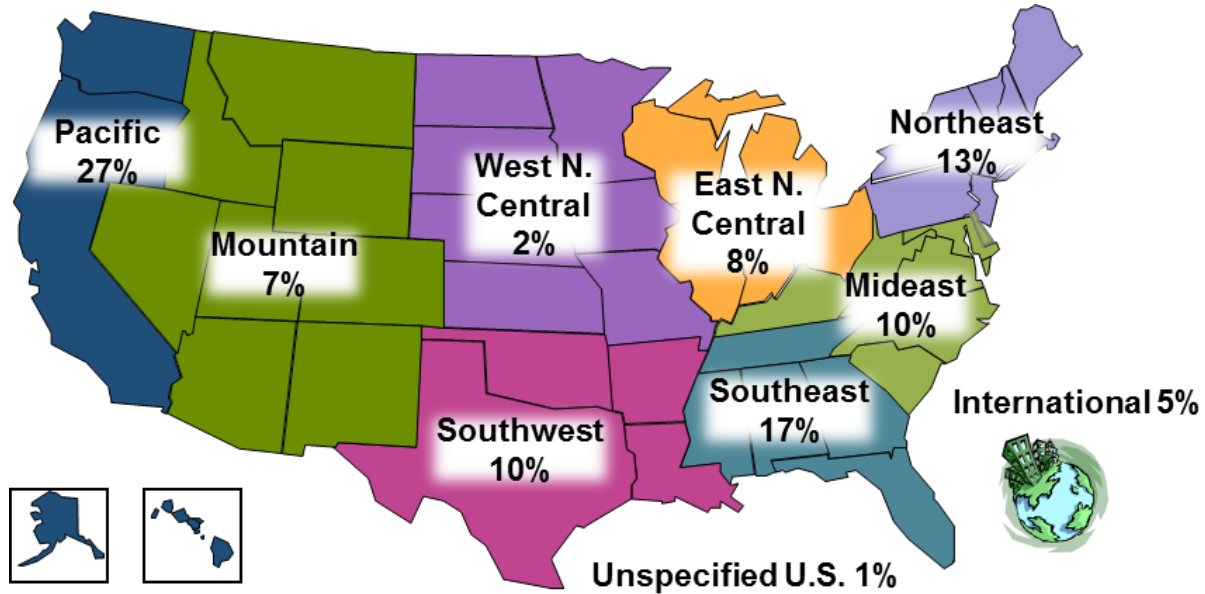 Pacific
27%
Mountain
7%
West N.
Central
2%
East N.
Central
8%
Northeast
13%
Mideast
10%
Southwest
10%
Southeast
17%
International 5%
Unspecified U.S. 1%